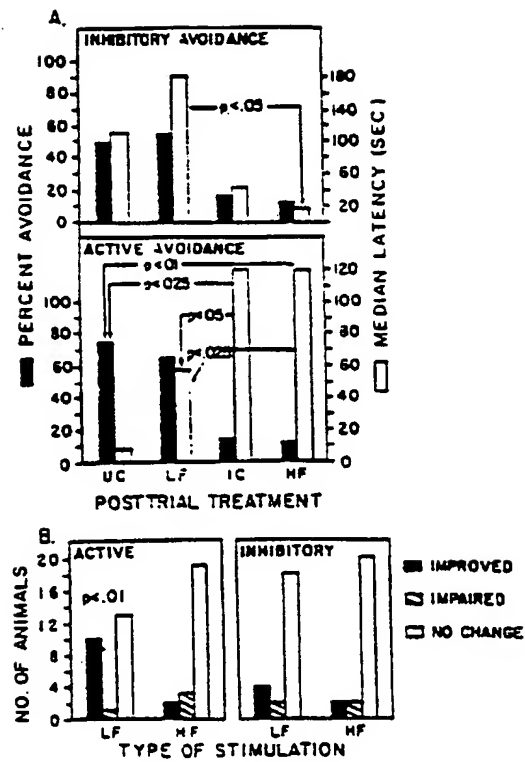 A.
INHIBITORY AVOIDANCE
100
80
60
40
20
0
180
140
100
60
20
p<.05
PERCENT AVOIDANCE
MEDIAN LATENCY (SEC)
ACTIVE AVOIDANCE
p<.01
p<.025
p<.05
p<.025
100
80
60
40
20
0
120
100
80
60
40
20
0
UC LF IC HF
POSTTRIAL TREATMENT
B.
ACTIVE
INHIBITORY
p<.01
20
16
12
8
4
0
NO. OF ANIMALS
LF HF LF HF
TYPE OF STIMULATION
IMPROVED
IMPAIRED
NO CHANGE